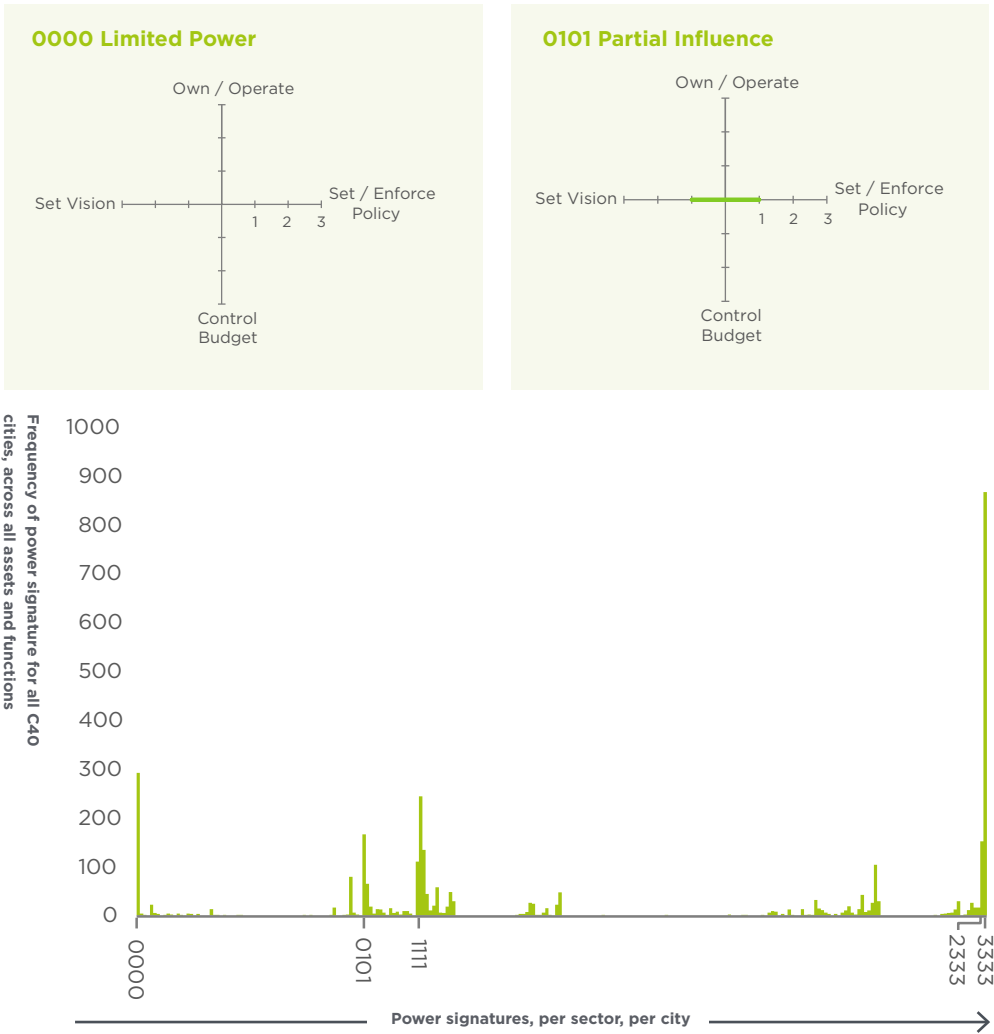 0000 Limited Power
Own / Operate
Set Vision
Set / Enforce
Policy
1 2 3
Control
Budget
0101 Partial Influence
Own / Operate
Set Vision
Set / Enforce
Policy
1 2 3
Control
Budget
Frequency of power signature for all C40
cities, across all assets and functions
1000
900
800
700
600
500
400
300
200
100
0
0000
0101
1111
2333
3333
Power signatures, per sector, per city